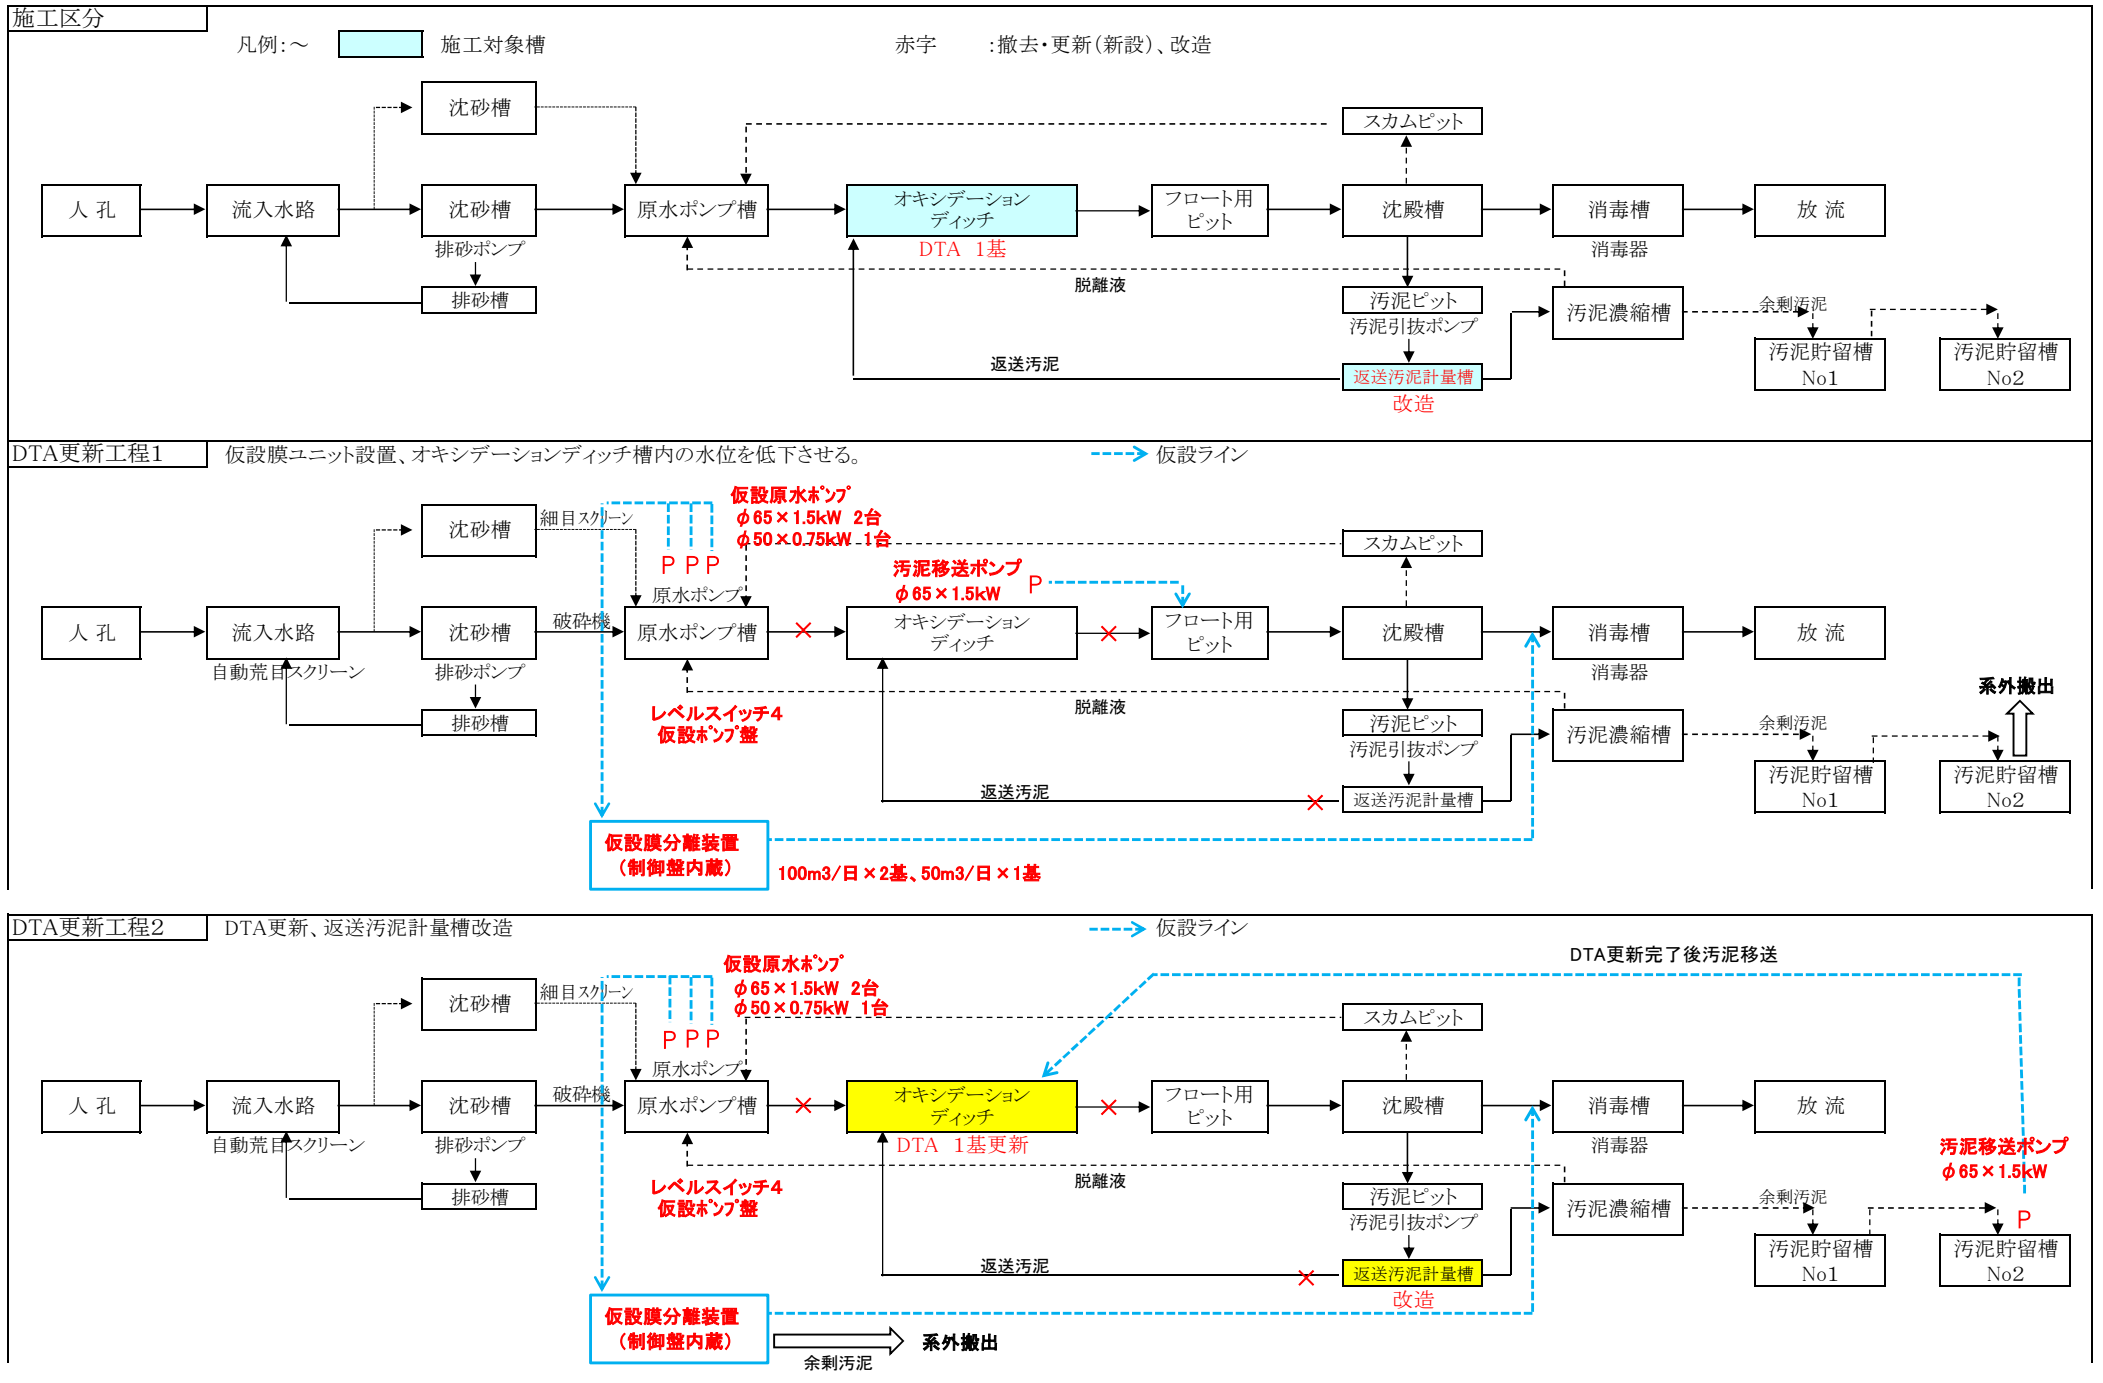 施工区分
凡例:～
施工対象槽
赤字 :撤去・更新(新設)、改造
沈砂槽
スカムピット
人 孔
流入水路
沈砂槽
原水ポンプ槽
オキシデーション
ディッチ
フロート用
ピット
沈殿槽
消毒槽
放 流
排砂ポンプ
DTA 1基
消毒器
脱離液
排砂槽
汚泥ピット
汚泥濃縮槽
余剰汚泥
汚泥引抜ポンプ
返送汚泥
返送汚泥計量槽
汚泥貯留槽
No1
汚泥貯留槽
No2
改造
DTA更新工程1
仮設膜ユニット設置、オキシデーションディッチ槽内の水位を低下させる。
仮設ライン
仮設原水ﾎﾟﾝﾌﾟ
φ65×1.5kW 2台
φ50×0.75kW 1台
沈砂槽
細目ｽｸﾘｰﾝ
スカムピット
P P P
汚泥移送ポンプ
φ65×1.5kW
P
原水ポンプ
人 孔
流入水路
沈砂槽
破砕機
原水ポンプ槽
オキシデーション
ディッチ
フロート用
ピット
沈殿槽
消毒槽
放 流
自動荒目スクリーン
排砂ポンプ
消毒器
系外搬出
脱離液
レベルスイッチ4
仮設ﾎﾟﾝﾌﾟ盤
排砂槽
汚泥ピット
汚泥濃縮槽
余剰汚泥
汚泥引抜ポンプ
返送汚泥
返送汚泥計量槽
汚泥貯留槽
No1
汚泥貯留槽
No2
仮設膜分離装置
(制御盤内蔵)
100m3/日×2基、50m3/日×1基
DTA更新工程2
DTA更新、返送汚泥計量槽改造
仮設ライン
DTA更新完了後汚泥移送
仮設原水ﾎﾟﾝﾌﾟ
φ65×1.5kW 2台
φ50×0.75kW 1台
沈砂槽
細目ｽｸﾘｰﾝ
スカムピット
P P P
原水ポンプ
人 孔
流入水路
沈砂槽
破砕機
原水ポンプ槽
オキシデーション
ディッチ
フロート用
ピット
沈殿槽
消毒槽
放 流
自動荒目スクリーン
排砂ポンプ
DTA 1基更新
消毒器
汚泥移送ポンプ
φ65×1.5kW
脱離液
レベルスイッチ4
仮設ﾎﾟﾝﾌﾟ盤
排砂槽
汚泥ピット
汚泥濃縮槽
余剰汚泥
P
汚泥引抜ポンプ
返送汚泥
返送汚泥計量槽
汚泥貯留槽
No1
汚泥貯留槽
No2
改造
仮設膜分離装置
(制御盤内蔵)
系外搬出
余剰汚泥